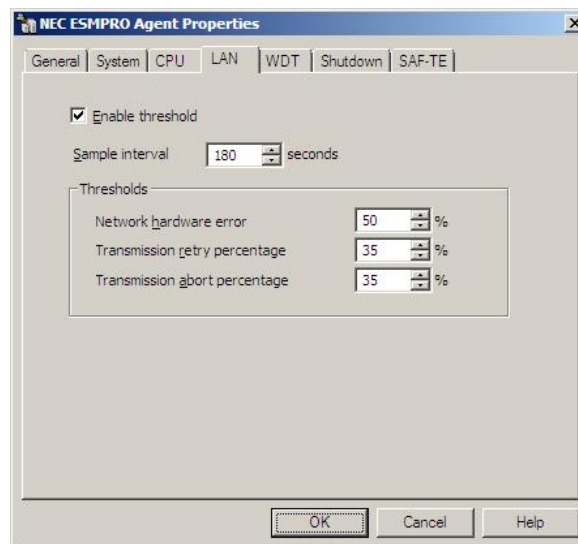 NEC ESMPRO Agent Properties
General System CPU LAN WDT Shutdown SAF-TE
Enable threshold
Sample interval 180 seconds
Thresholds
Network hardware error 50 %
Transmission retry percentage 35 %
Transmission abort percentage 35 %
OK Cancel Help